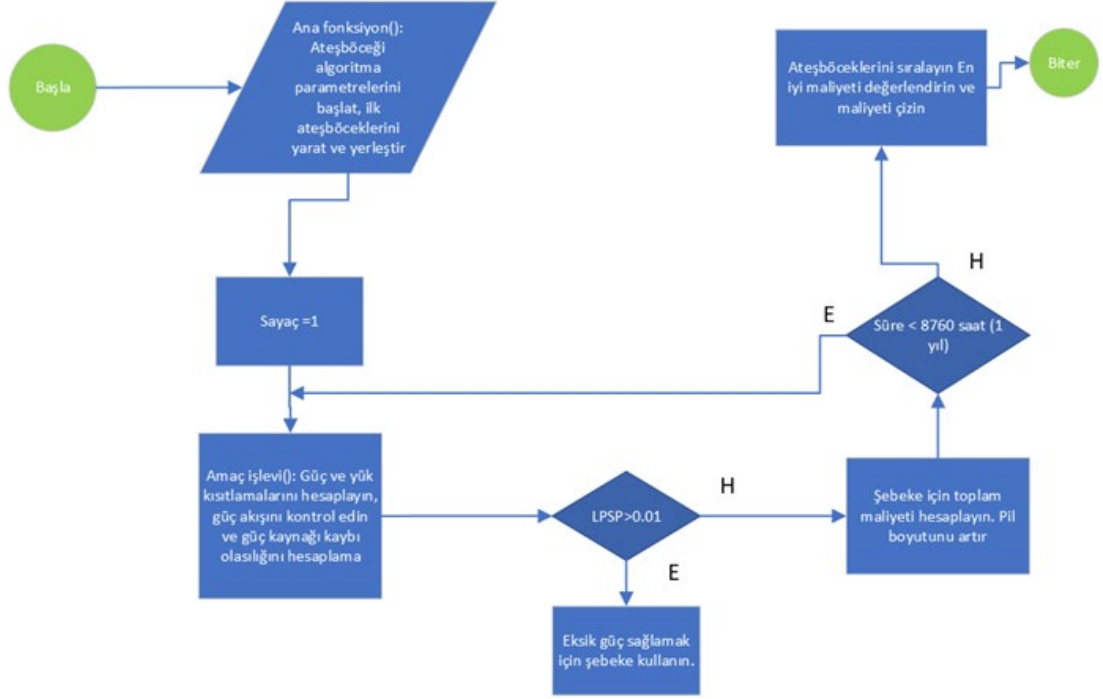 Başla
Ana fonksiyon():
Ateşböceği
algoritma
parametrelerini
başlat, ilk
ateşböceklerini
yarat ve yerleştir
Sayaç =1
Amaç işlevi(): Güç ve yük
kısıtlamalarını hesaplayın,
güç akışını kontrol edin
ve güç kaynağı kaybı
olasılığını hesaplama
LPSP>0.01
H
E
Eksik güç sağlamak
için şebeke kullanın.
Şebeke için toplam
maliyeti hesaplayın. Pil
boyutunu artır
Süre < 8760 saat (1
yıl)
E
H
Ateşböceklerini sıralayın En
iyi maliyeti değerlendirin ve
maliyeti çizin
Biter